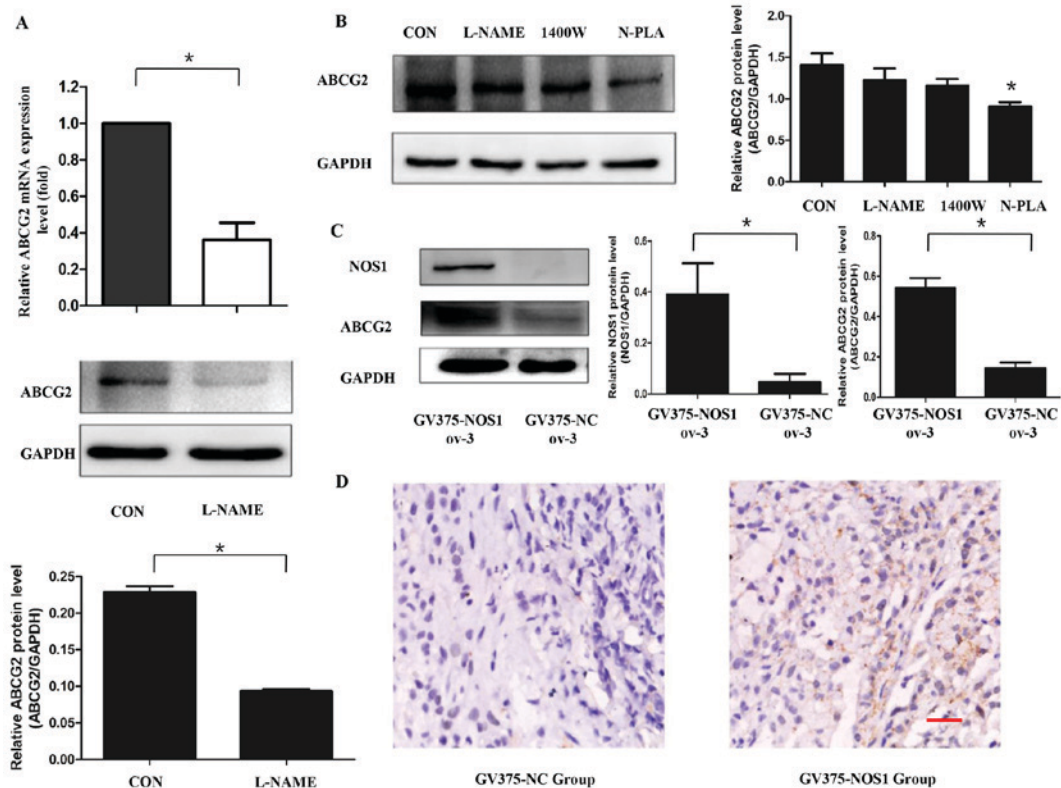 A
*
Relative ABCG2 mRNA expression
level (fold)
1.0
0.8
0.6
0.4
0.2
0.0
ABCG2
GAPDH
CON L-NAME
*
Relative ABCG2 protein level
(ABCG2/GAPDH)
0.25
0.20
0.15
0.10
0.05
0.00
CON L-NAME
B
CON L-NAME 1400W N-PLA
ABCG2
GAPDH
Relative ABCG2 protein level
(ABCG2/GAPDH)
2.0
1.5
1.0
0.5
0.0
*
CON L-NAME 1400W N-PLA
C
NOS1
ABCG2
GAPDH
GV375-NOS1 GV375-NC
ov-3 ov-3
*
Relative NOS1 protein level
(NOS1/GAPDH)
0.6
0.4
0.2
0.0
GV375-NOS1 GV375-NC
ov-3 ov-3
*
Relative ABCG2 protein level
(ABCG2/GAPDH)
0.8
0.6
0.4
0.2
0.0
GV375-NOS1 GV375-NC
ov-3 ov-3
D
GV375-NC Group
GV375-NOS1 Group